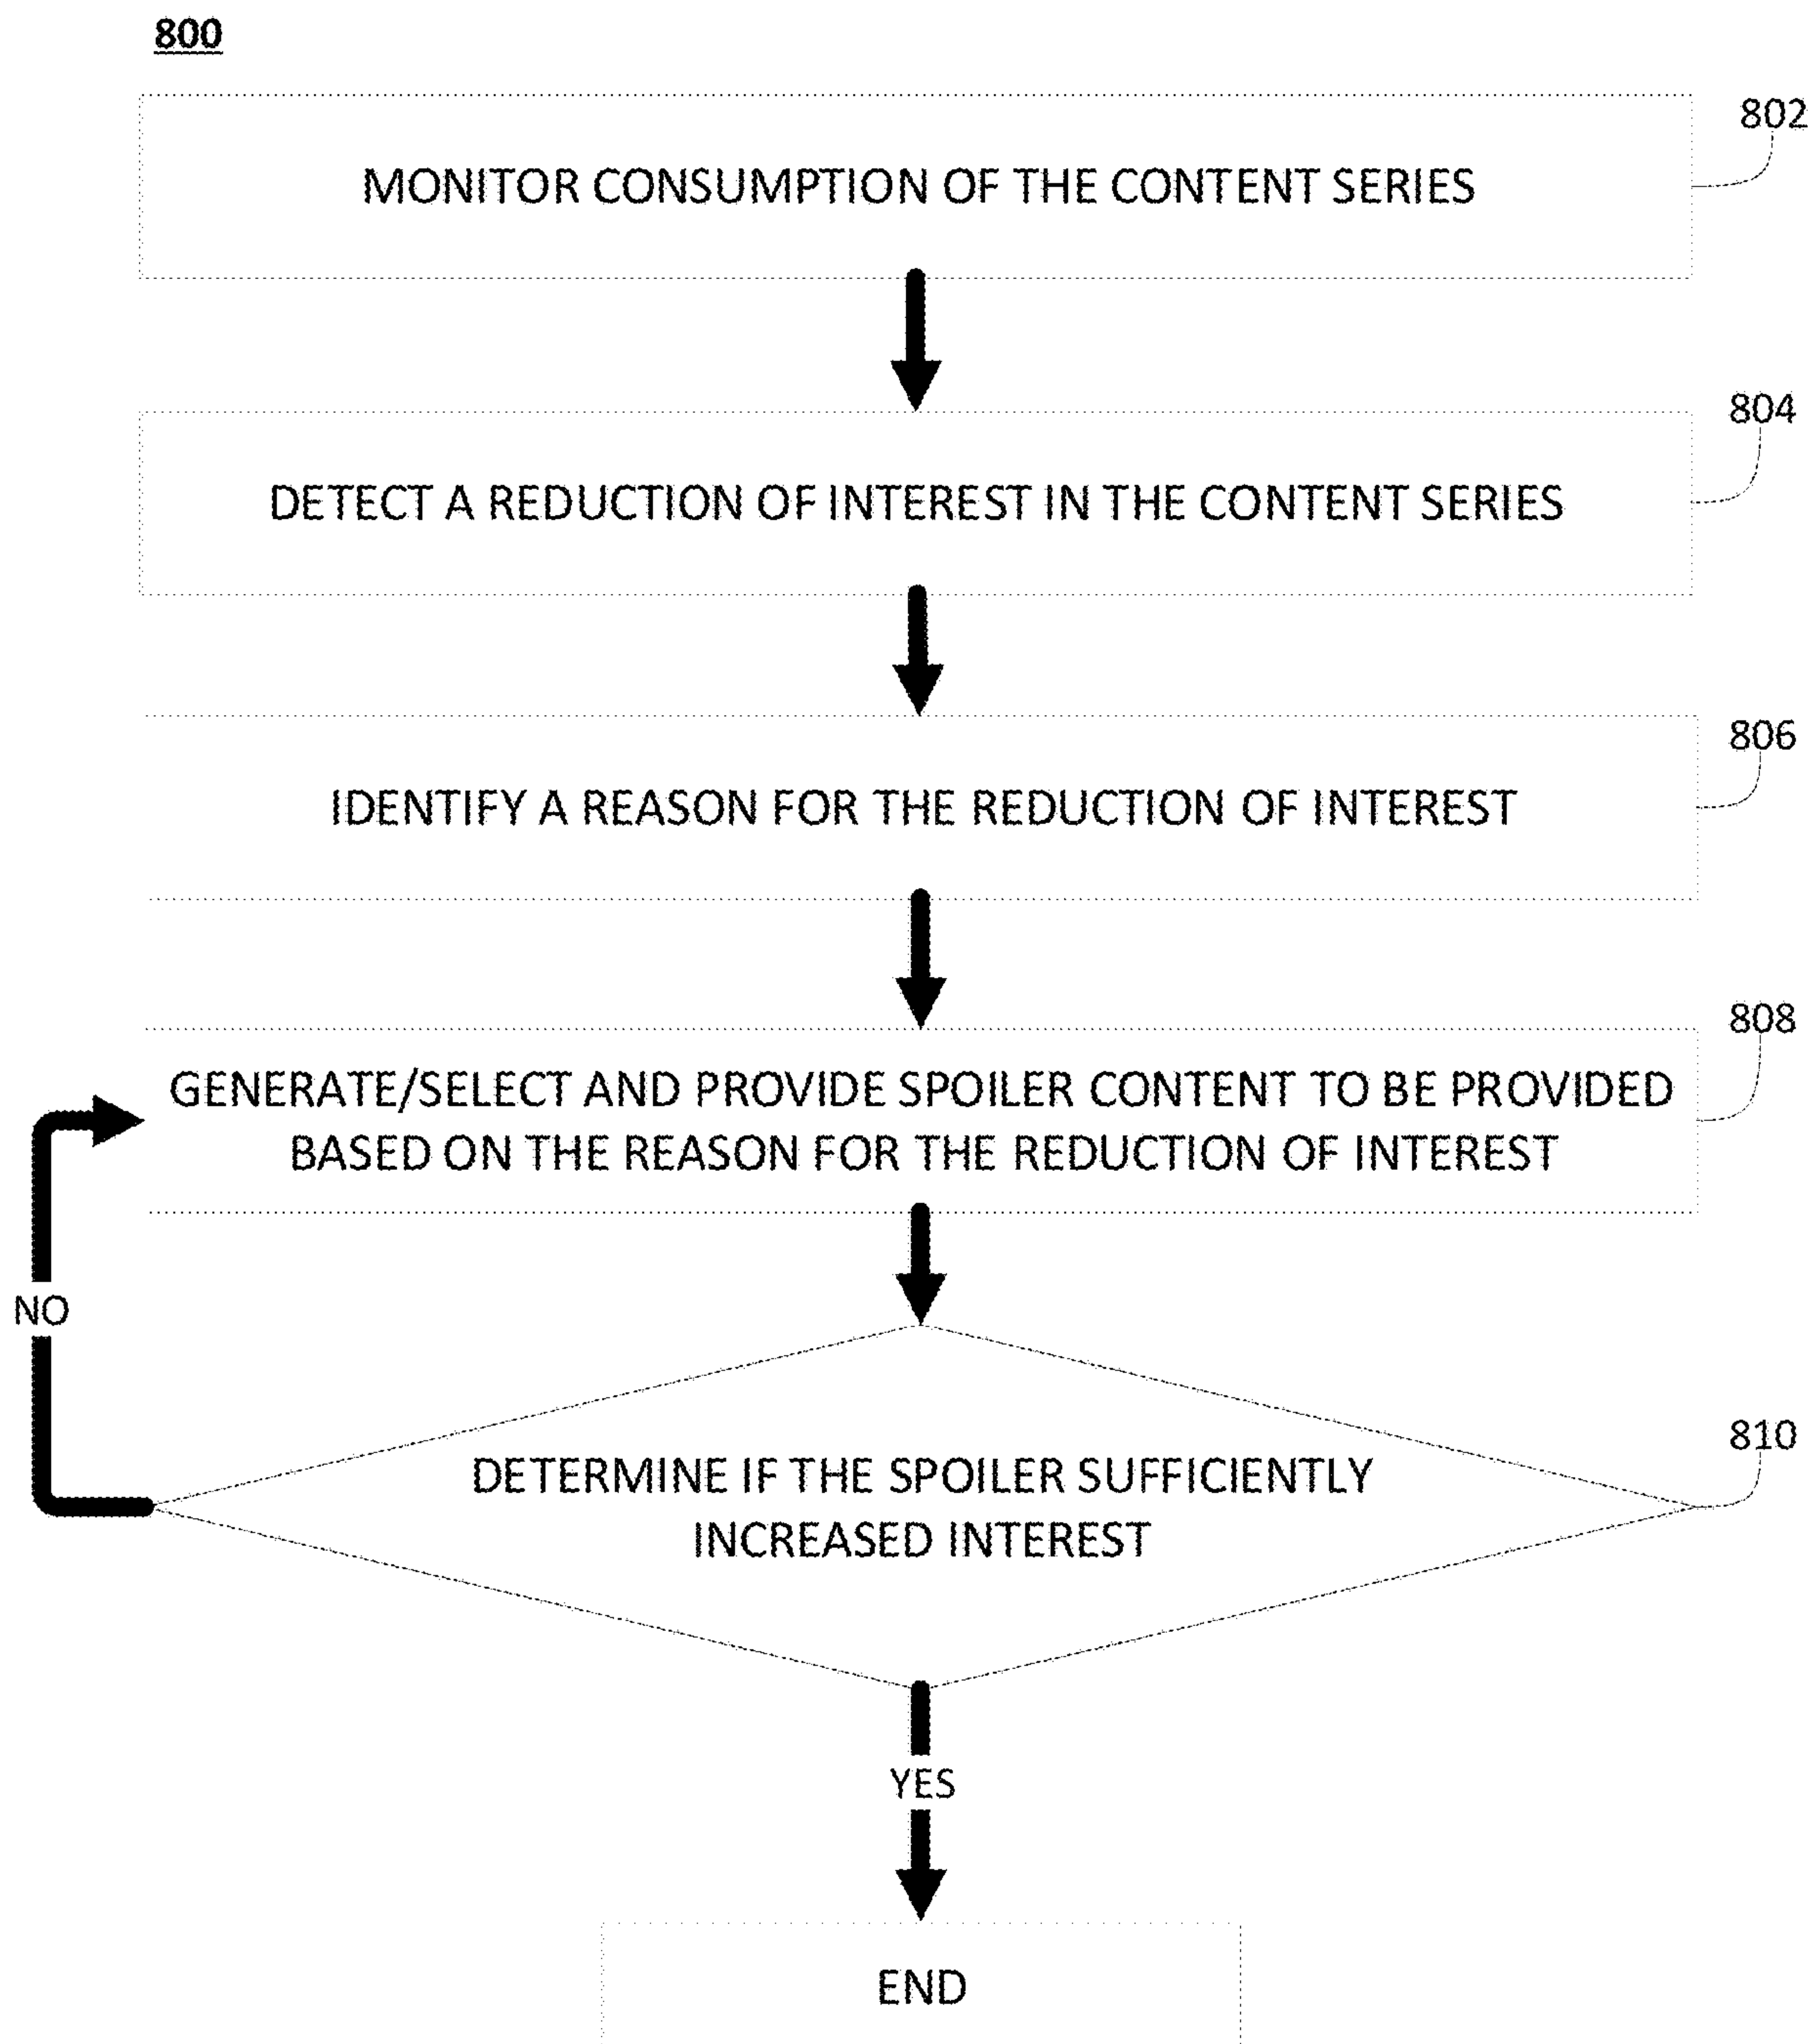 800
802
MONITOR CONSUMPTION OF THE CONTENT SERIES
804
DETECT A REDUCTION OF INTEREST IN THE CONTENT SERIES
806
IDENTIFY A REASON FOR THE REDUCTION OF INTEREST
808
GENERATE/SELECT AND PROVIDE SPOILER CONTENT TO BE PROVIDED
BASED ON THE REASON FOR THE REDUCTION OF INTEREST
NO
810
DETERMINE IF THE SPOILER SUFFICIENTLY
INCREASED INTEREST
YES
END